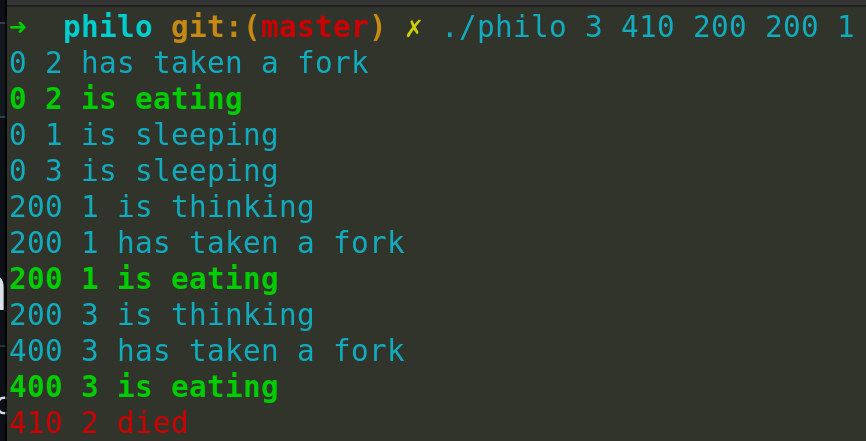 ➜  philo git:(master) ✗ ./philo 3 410 200 200 1
0 2 has taken a fork
0 2 is eating
0 1 is sleeping
0 3 is sleeping
200 1 is thinking
200 1 has taken a fork
200 1 is eating
200 3 is thinking
400 3 has taken a fork
400 3 is eating
410 2 died